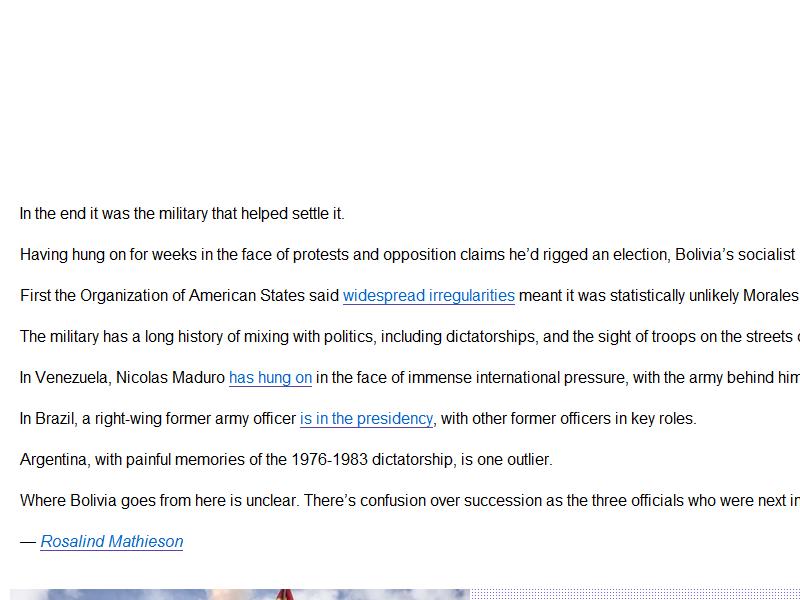 In the end it was the military that helped settle it.
Having hung on for weeks in the face of protests and opposition claims he’d rigged an election, Bolivia’s socialist
First the Organization of American States said widespread irregularities meant it was statistically unlikely Morales
The military has a long history of mixing with politics, including dictatorships, and the sight of troops on the streets
In Venezuela, Nicolas Maduro has hung on in the face of immense international pressure, with the army behind him
In Brazil, a right-wing former army officer is in the presidency, with other former officers in key roles.
Argentina, with painful memories of the 1976-1983 dictatorship, is one outlier.
Where Bolivia goes from here is unclear. There’s confusion over succession as the three officials who were next in
— Rosalind Mathieson